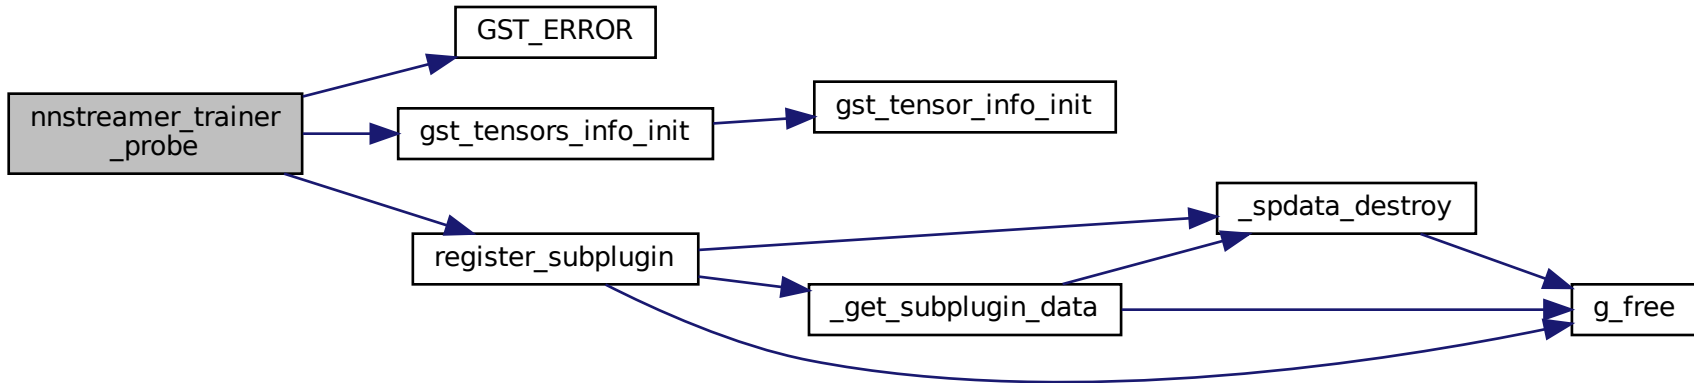 GST_ERROR
nnstreamer_trainer
_probe
gst_tensors_info_init
gst_tensor_info_init
register_subplugin
_spdata_destroy
_get_subplugin_data
g_free